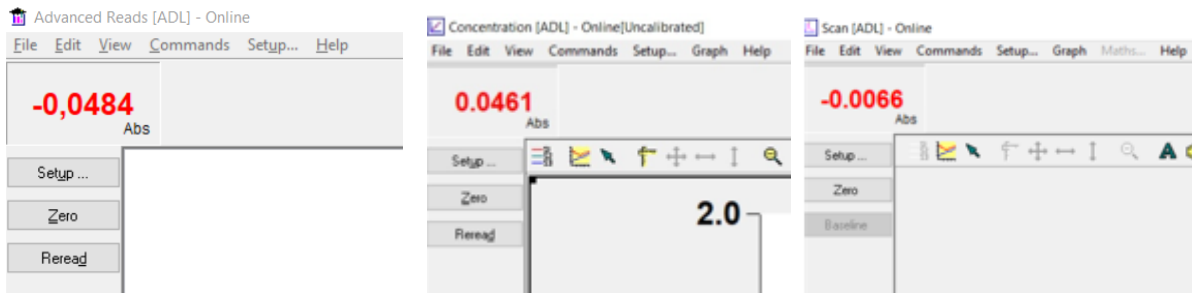 Advanced Reads [ADL] - Online
File Edit View Commands Setup... Help
-0,0484
Abs
Setup ...
Zero
Reread
Concentration [ADL] - Online[Uncalibrated]
File Edit View Commands Setup... Graph Help
0.0461
Abs
Setup ...
Zero
Reread
2.0
Scan [ADL] - Online
File Edit View Commands Setup... Graph Maths... Help
-0.0066
Abs
Setup ...
Zero
Baseline
A